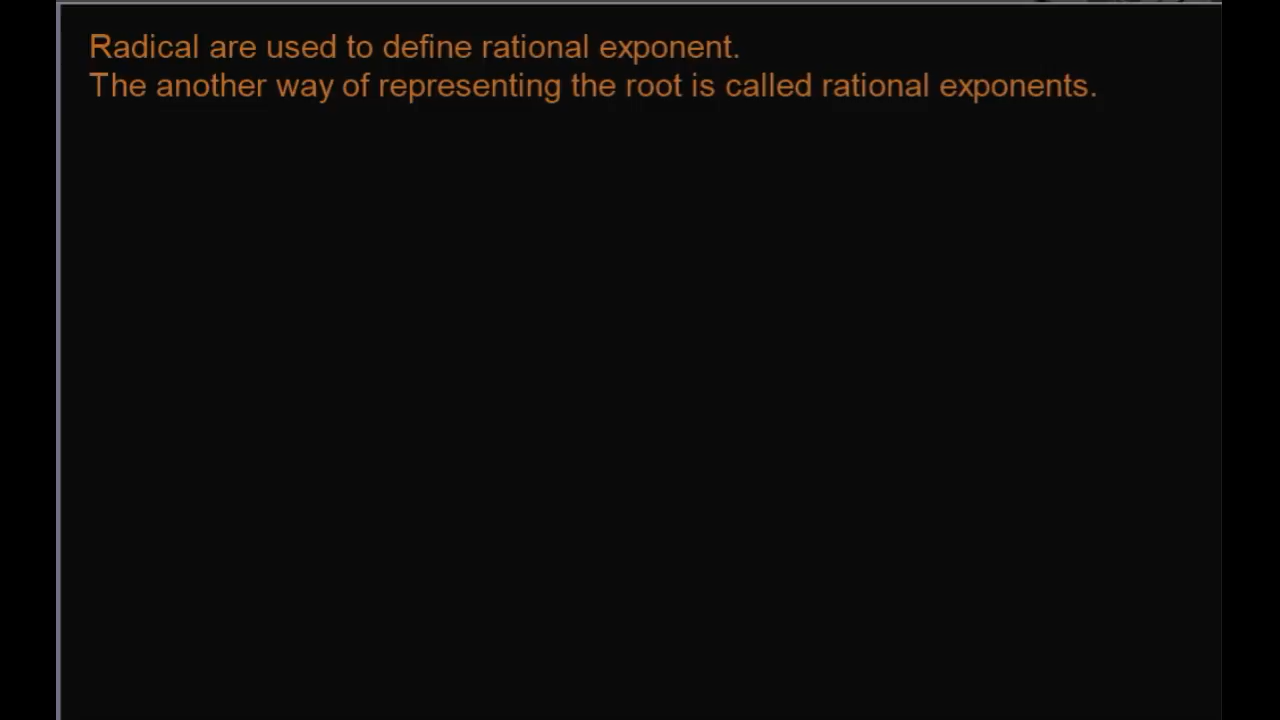 Radical are used to define rational exponent.
The another way of representing the root is called rational exponents.